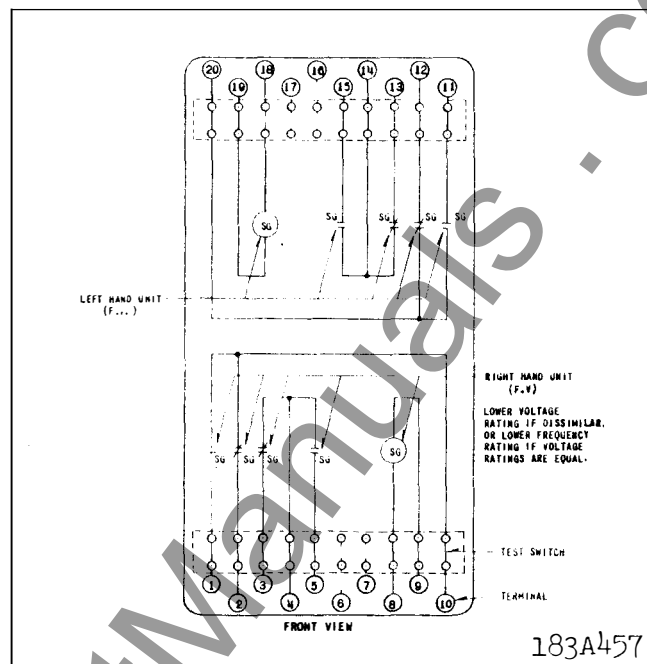 20 18 16 14 12
19 17 15 13 11
SG SG SG SG SG
LEFT HAND UNIT
RIGHT HAND UNIT
(F.V)
LOWER VOLTAGE
RATING IF DISSIMILAR.
OR LOWER FREQUENCY
RATING IF VOLTAGE
RATINGS ARE EQUAL.
SG SG SG SG SG
TEST SWITCH
1 3 5 7 9
2 4 6 8 10
TERMINAL
FRONT VIEW
183A457
Manuals . c